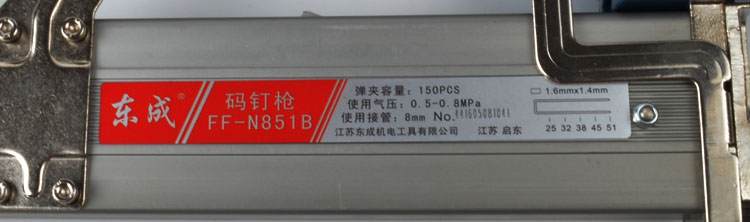 东成®
码钉枪
FF-N851B
弹夹容量: 150PCS
使用气压: 0.5-0.8MPa
使用接管: 8mm No.
江苏东成机电工具有限公司 江苏 启东
1.6mmx1.4mm
25 32 38 45 51